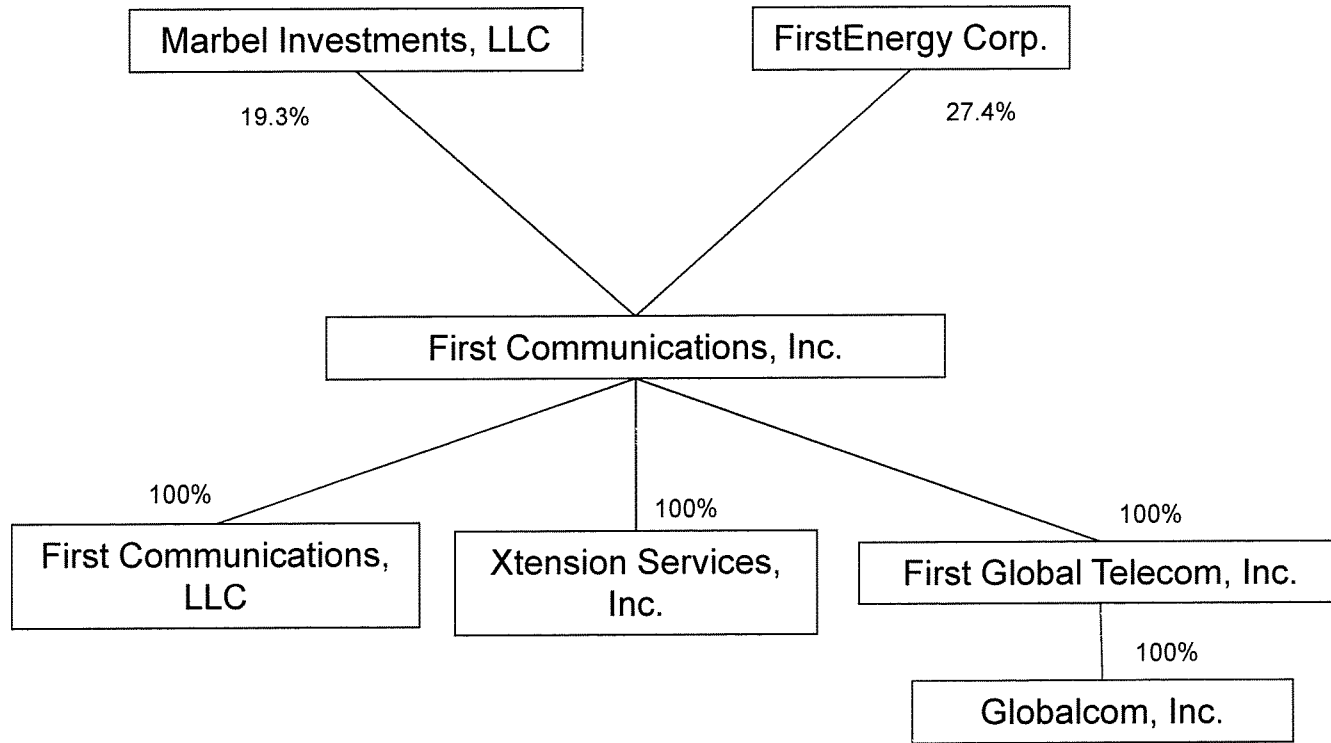 Marbel Investments, LLC
FirstEnergy Corp.
19.3%
27.4%
First Communications, Inc.
100%
100%
100%
First Communications,
LLC
Xtension Services,
Inc.
First Global Telecom, Inc.
100%
Globalcom, Inc.